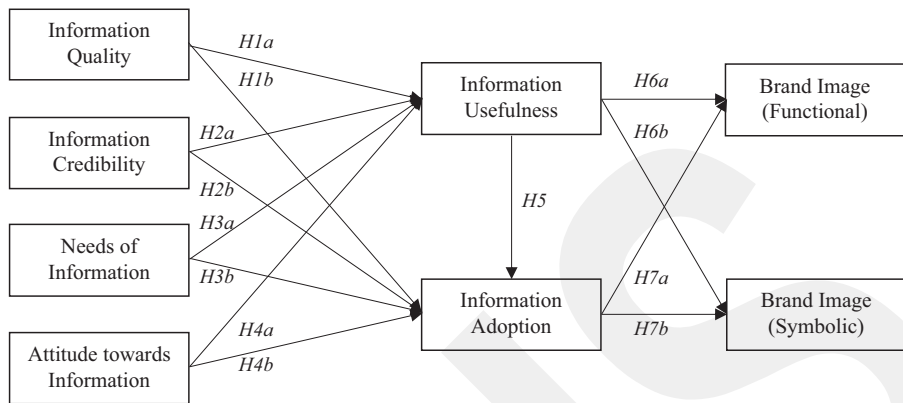 Information
Quality
Information
Credibility
Needs of
Information
Attitude towards
Information
H1a
H1b
H2a
H2b
H3a
H3b
H4a
H4b
Information
Usefulness
H5
Information
Adoption
H6a
H6b
H7a
H7b
Brand Image
(Functional)
Brand Image
(Symbolic)